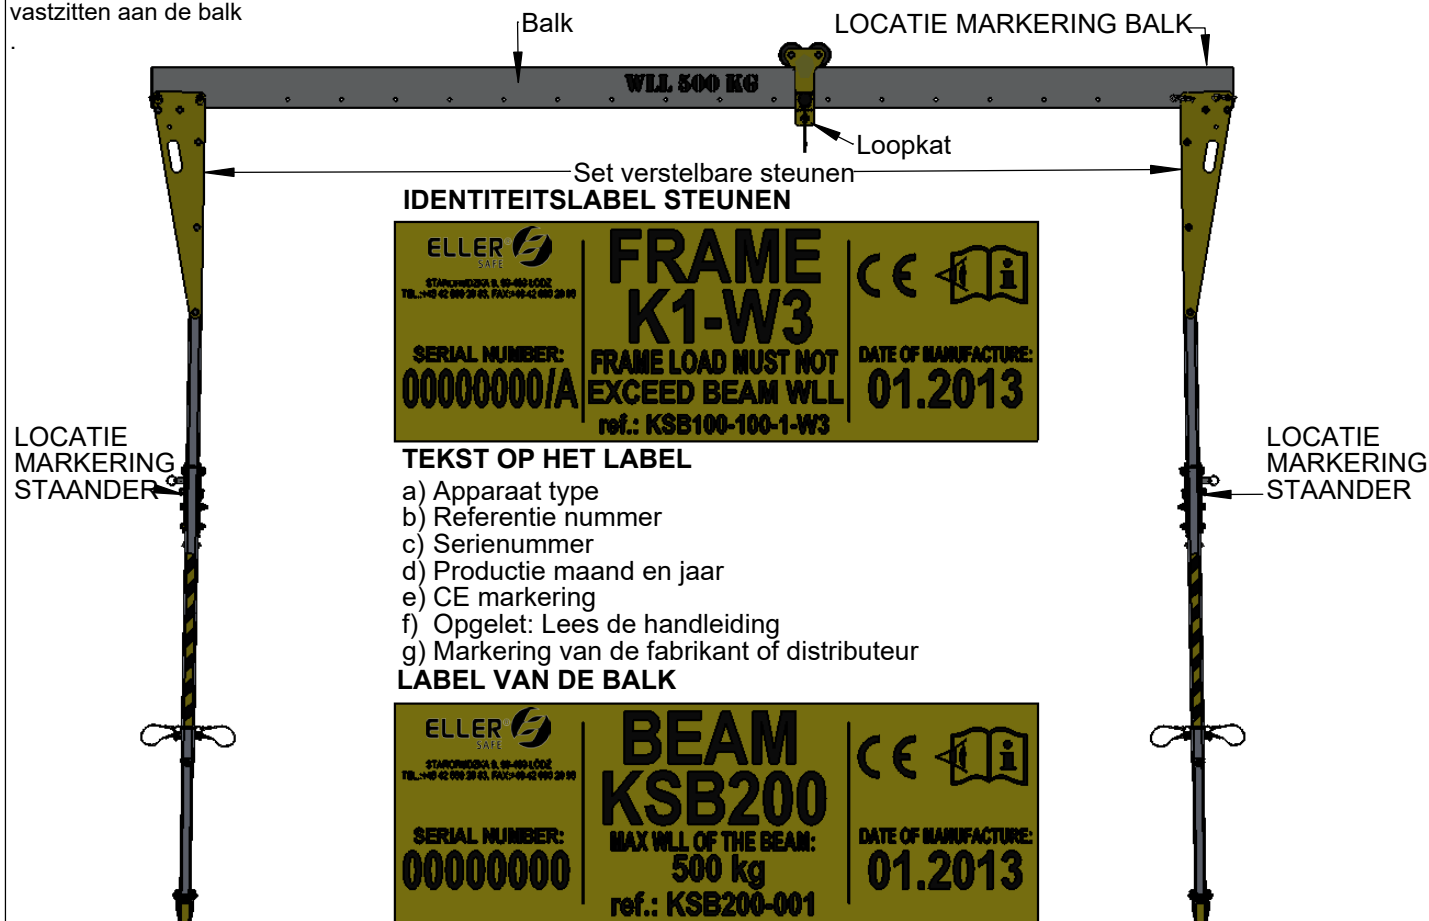 vastzitten aan de balk
.
Balk
LOCATIE MARKERING BALK
WLL 500 KG
Loopkat
Set verstelbare steunen
IDENTITEITSLABEL STEUNEN
ELLER®
SAFE
SERIAL NUMBER:
00000000/A
FRAME
K1-W3
FRAME LOAD MUST NOT
EXCEED BEAM WLL
ref.: KSB100-100-1-W3
CE
i
DATE OF MANUFACTURE:
01.2013
LOCATIE
MARKERING
STAANDER
LOCATIE
MARKERING
STAANDER
TEKST OP HET LABEL
a) Apparaat type
b) Referentie nummer
c) Serienummer
d) Productie maand en jaar
e) CE markering
f) Opgelet: Lees de handleiding
g) Markering van de fabrikant of distributeur
LABEL VAN DE BALK
ELLER®
SAFE
SERIAL NUMBER:
00000000
BEAM
KSB200
MAX WLL OF THE BEAM:
500 kg
ref.: KSB200-001
CE
i
DATE OF MANUFACTURE:
01.2013